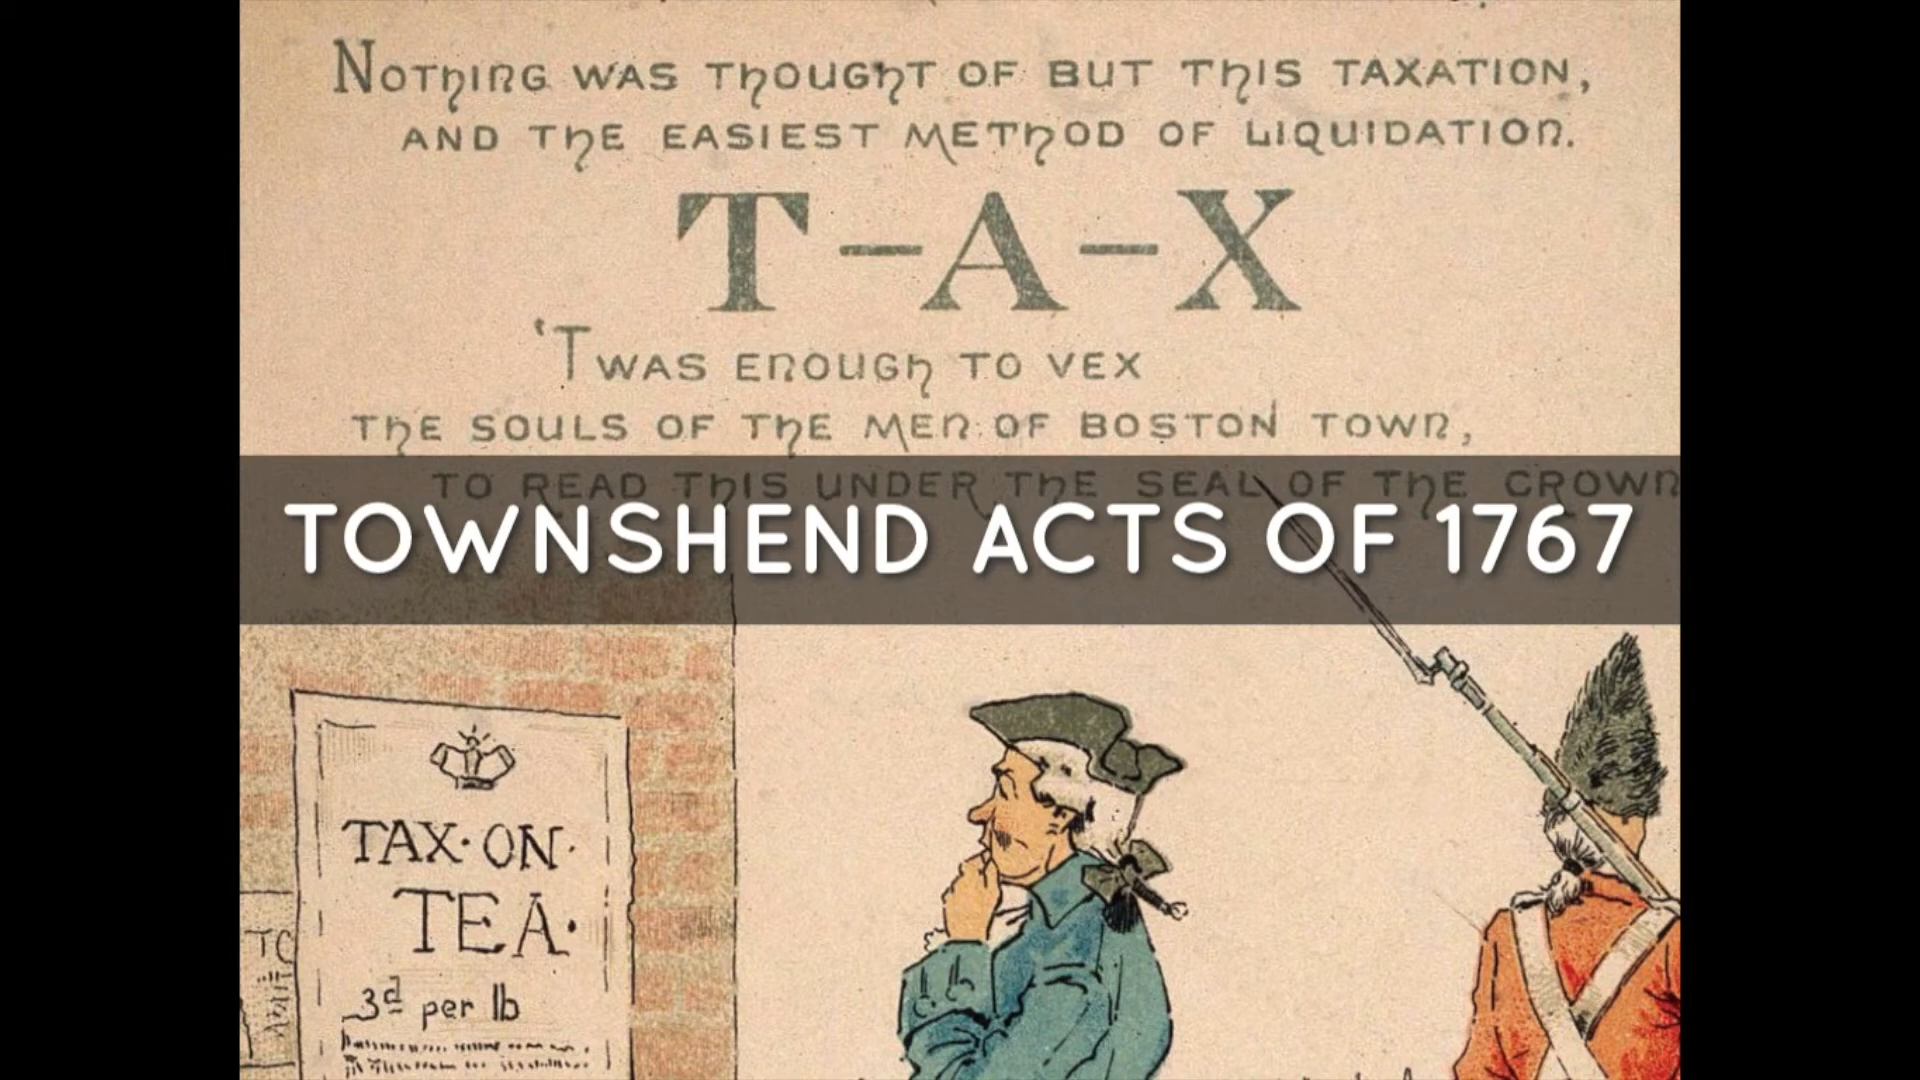 NOTHING WAS THOUGHT OF BUT THIS TAXATION,
AND THE EASIEST METHOD OF LIQUIDATION.
T-A-X
'TWAS ENOUGH TO VEX
THE SOULS OF THE MEN OF BOSTON TOWN,
TO READ THIS UNDER THE SEAL OF THE CROWN
TOWNSHEND ACTS OF 1767
TAX·ON·
TEA·
3d per lb